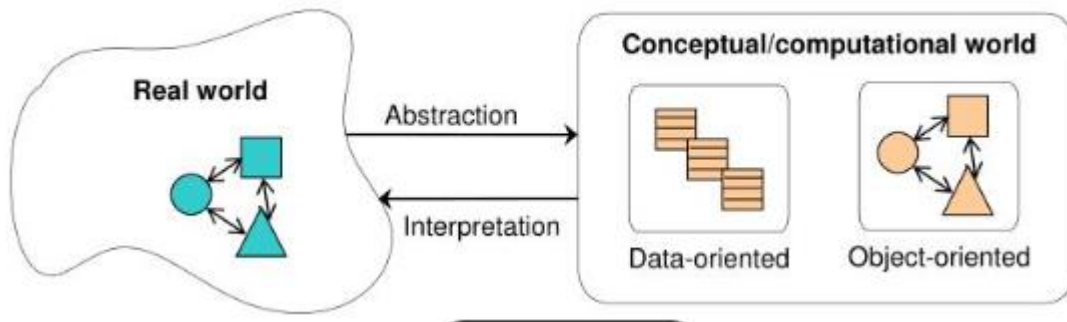 Real world
Abstraction
Interpretation
Conceptual/computational world
Data-oriented
Object-oriented